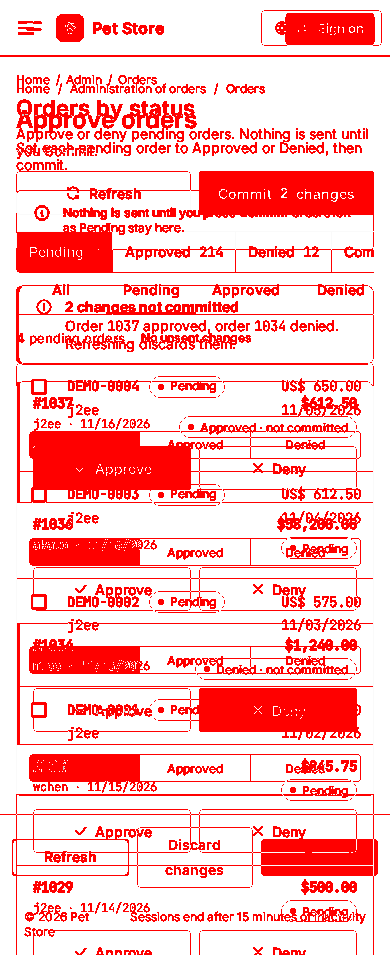 Pet Store
Sign on
Home / Admin / Orders
Home / Administration of orders / Orders
Orders by status
Approve orders
Approve or deny pending orders. Nothing is sent until you commit.
Set each pending order to Approved or Denied, then commit.
Refresh
Commit 2 changes
Nothing is sent until you press
as Pending stay here.
Pending
Approved 214
Denied 12
Com
All
Pending
Approved
Denied
2 changes not committed
Order 1037 approved, order 1034 denied.
Refreshing discards them.
4 pending orders
No unsent changes
DEMO-0004
Pending
US$ 650.00
#1037
$612.50
j2ee
11/05/2026
j2ee · 11/16/2026
Approved · not committed
Approved
Denied
Approve
Deny
DEMO-0003
Pending
US$ 612.50
#1036
j2ee
11/04/2026
Pending
Approved
Denied
Approve
Deny
DEMO-0002
Pending
US$ 575.00
j2ee
11/03/2026
#1034
$1,240.00
Denied · not committed
Approved
Denied
Approve
Deny
Pending
US$
j2ee
11/02/2026
Approved
Denied
$845.75
wchen · 11/15/2026
Pending
Approve
Deny
Refresh
Discard changes
#1029
$500.00
j2ee · 11/14/2026
Pending
© 2026 Pet Store
Sessions end after 15 minutes of inactivity
Approve
Deny